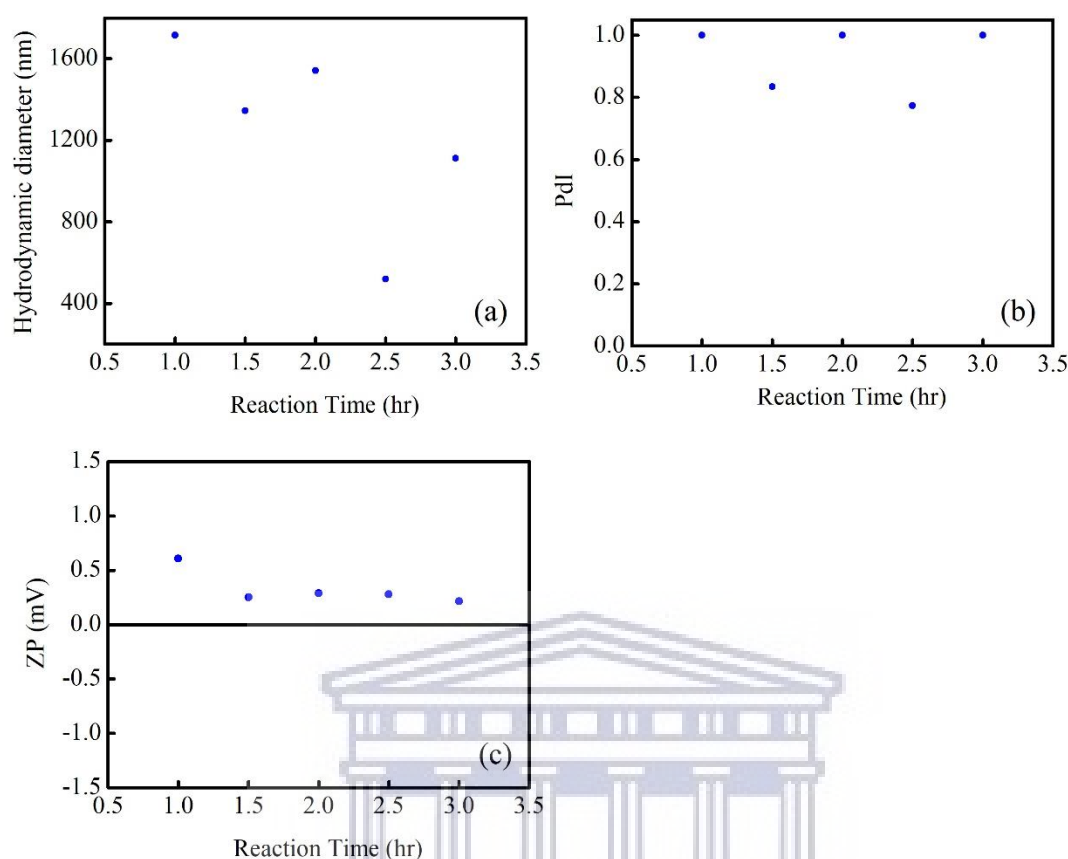 Hydrodynamic diameter (nm)
1600
1200
800
400
(a)
0.5 1.0 1.5 2.0 2.5 3.0 3.5
Reaction Time (hr)
PdI
1.0
0.8
0.6
0.4
0.2
0.0
(b)
0.5 1.0 1.5 2.0 2.5 3.0 3.5
Reaction Time (hr)
ZP (mV)
1.5
1.0
0.5
0.0
-0.5
-1.0
-1.5
(c)
0.5 1.0 1.5 2.0 2.5 3.0 3.5
Reaction Time (hr)